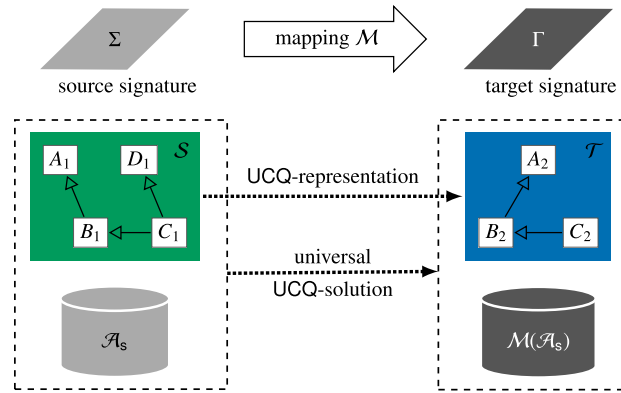 Σ
mapping ℳ
Γ
source signature
target signature
A₁ D₁ 𝒮
B₁ C₁
A₂ 𝒯
B₂ C₂
UCQ-representation
universal
UCQ-solution
𝒜ₛ
ℳ(𝒜ₛ)